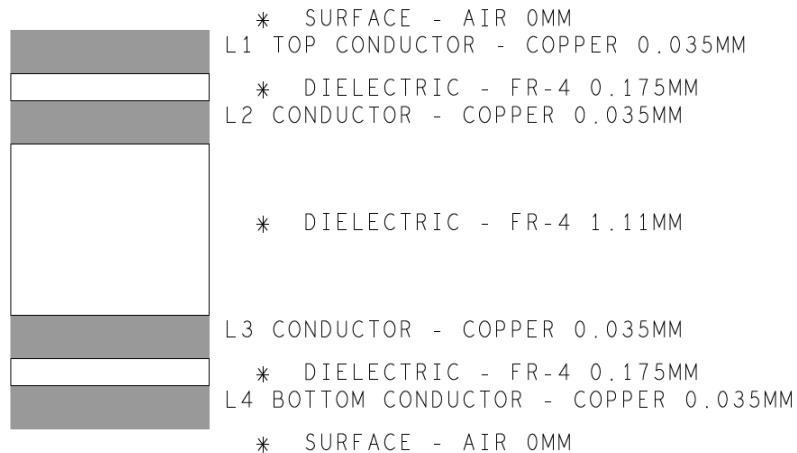 * SURFACE - AIR 0MM
L1 TOP CONDUCTOR - COPPER 0.035MM
* DIELECTRIC - FR-4 0.175MM
L2 CONDUCTOR - COPPER 0.035MM
* DIELECTRIC - FR-4 1.11MM
L3 CONDUCTOR - COPPER 0.035MM
* DIELECTRIC - FR-4 0.175MM
L4 BOTTOM CONDUCTOR - COPPER 0.035MM
* SURFACE - AIR 0MM